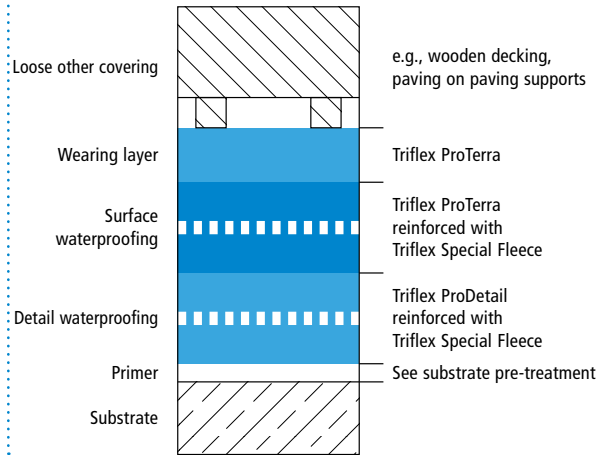 Loose other covering
e.g., wooden decking,
paving on paving supports
Wearing layer
Triflex ProTerra
Surface
waterproofing
Triflex ProTerra
reinforced with
Triflex Special Fleece
Detail waterproofing
Triflex ProDetail
reinforced with
Triflex Special Fleece
Primer
See substrate pre-treatment
Substrate